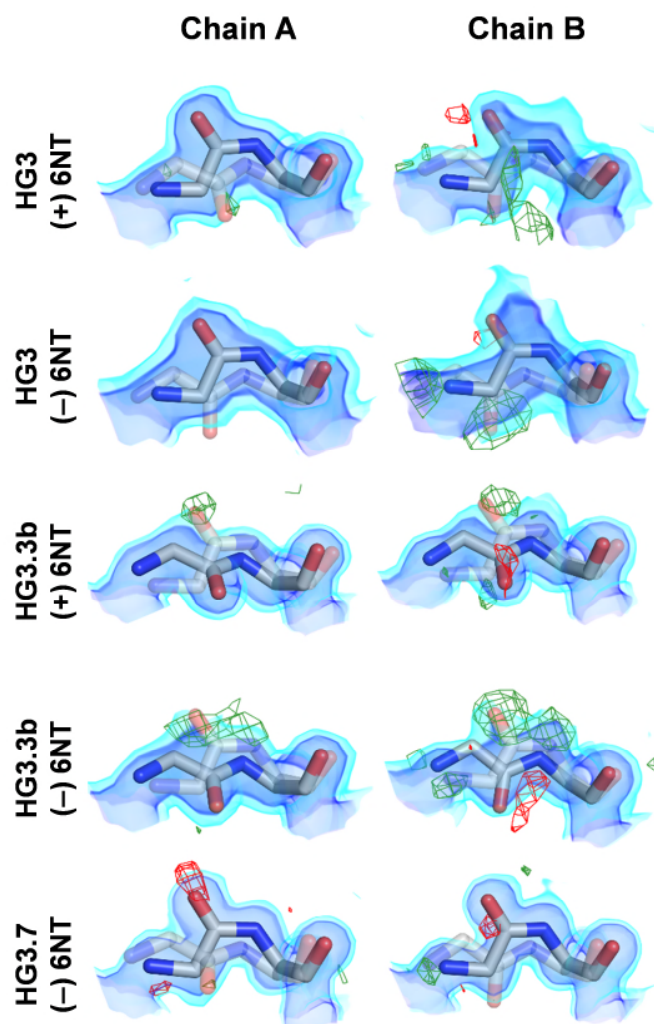 Chain A Chain B
HG3
(+) 6NT
HG3
(−) 6NT
HG3.3b
(+) 6NT
HG3.3b
(−) 6NT
HG3.7
(−) 6NT